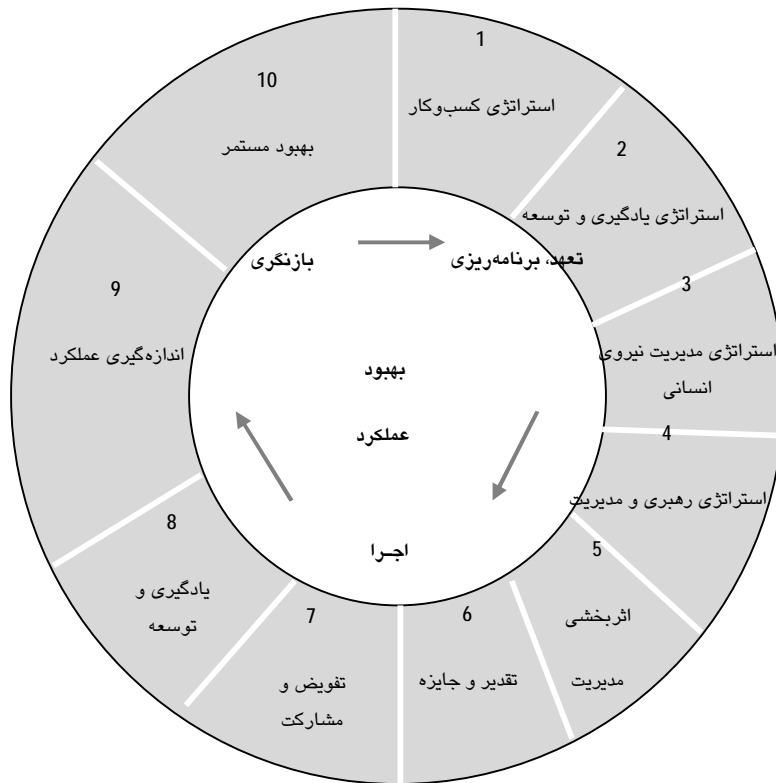 1
استراتژی کسب‌وکار
2
استراتژی یادگیری و توسعه
3
استراتژی مدیریت نیروی
انسانی
4
استراتژی رهبری و مدیریت
5
اثربخشی
مدیریت
6
تقدیر و جایزه
7
تفویض و
مشارکت
8
یادگیری و
توسعه
9
اندازه‌گیری عملکرد
10
بهبود مستمر
تعهد، برنامه‌ریزی
بازنگری
بهبود
عملکرد
اجـرا